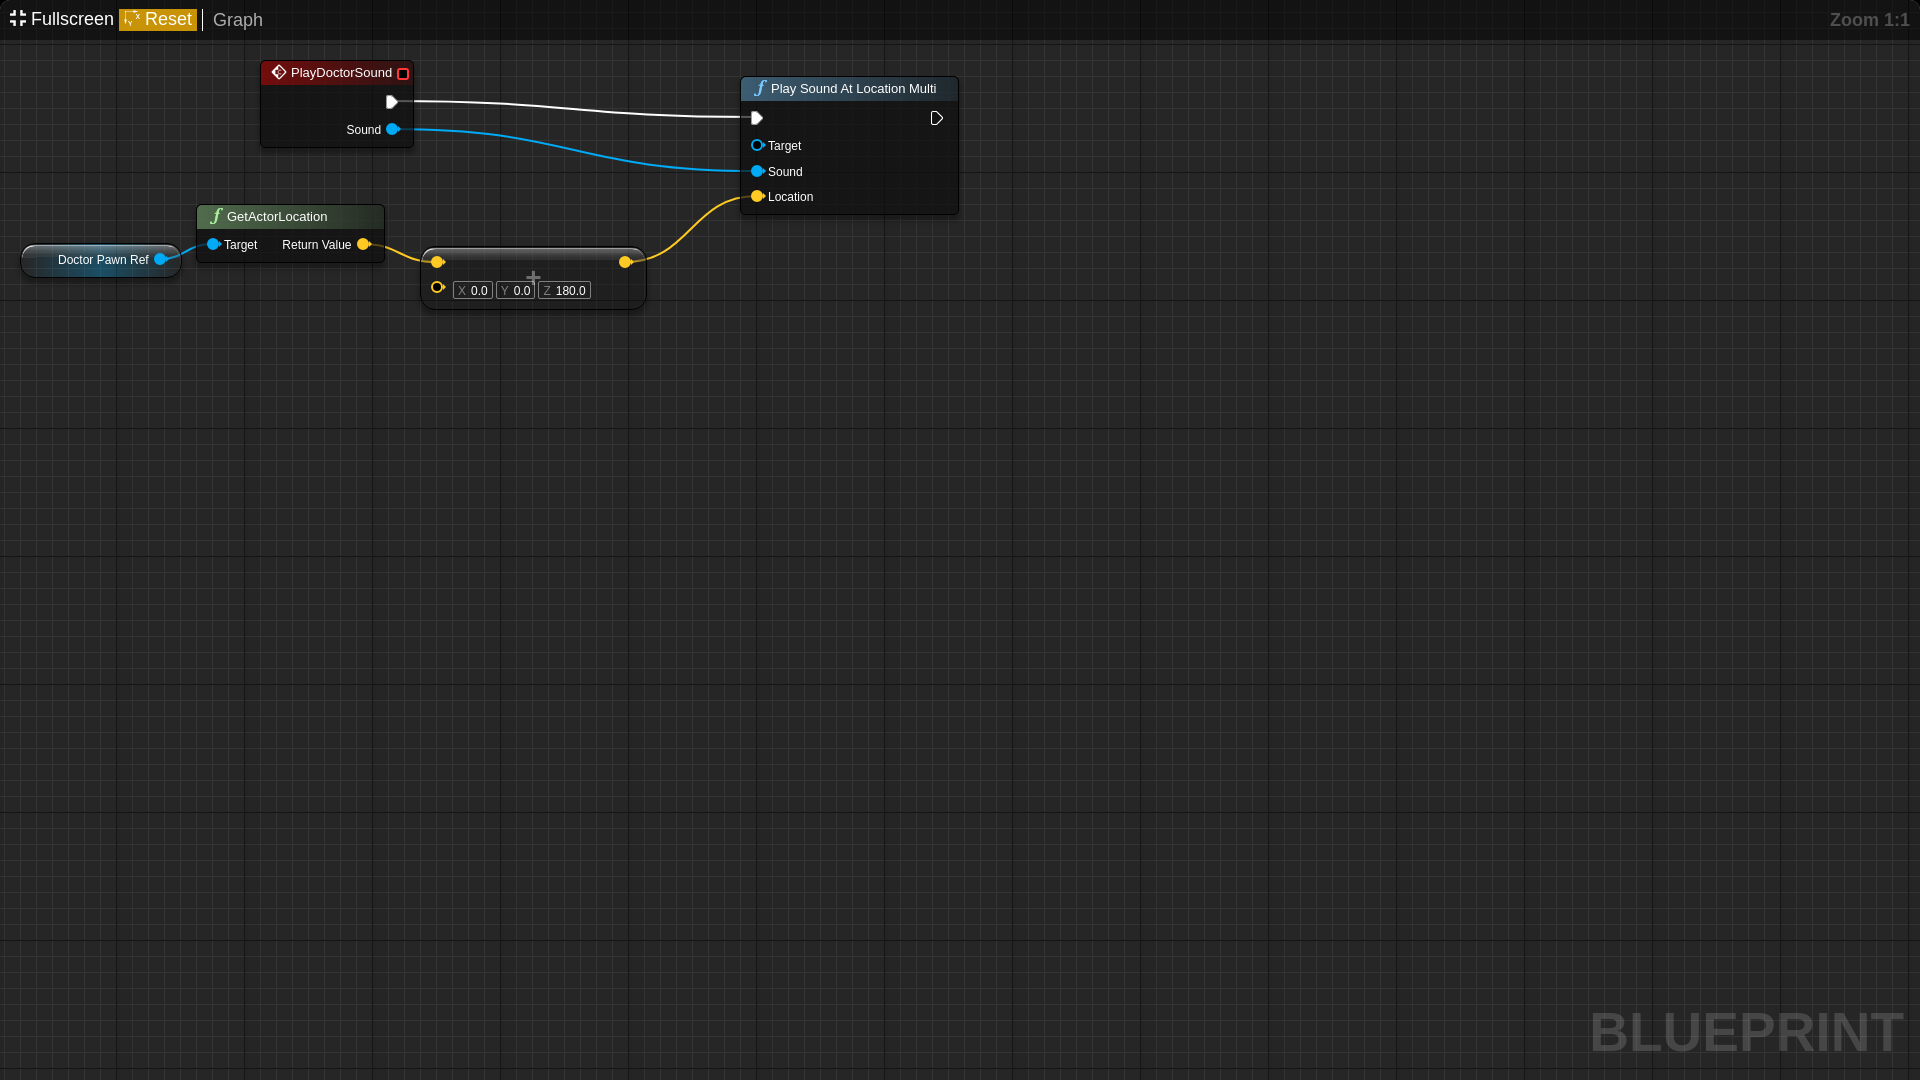 Fullscreen Reset Graph Zoom 1:1
PlayDoctorSound
Sound
Play Sound At Location Multi
Target
Sound
Location
GetActorLocation
Target Return Value
Doctor Pawn Ref
X 0.0 Y 0.0 Z 180.0
BLUEPRINT